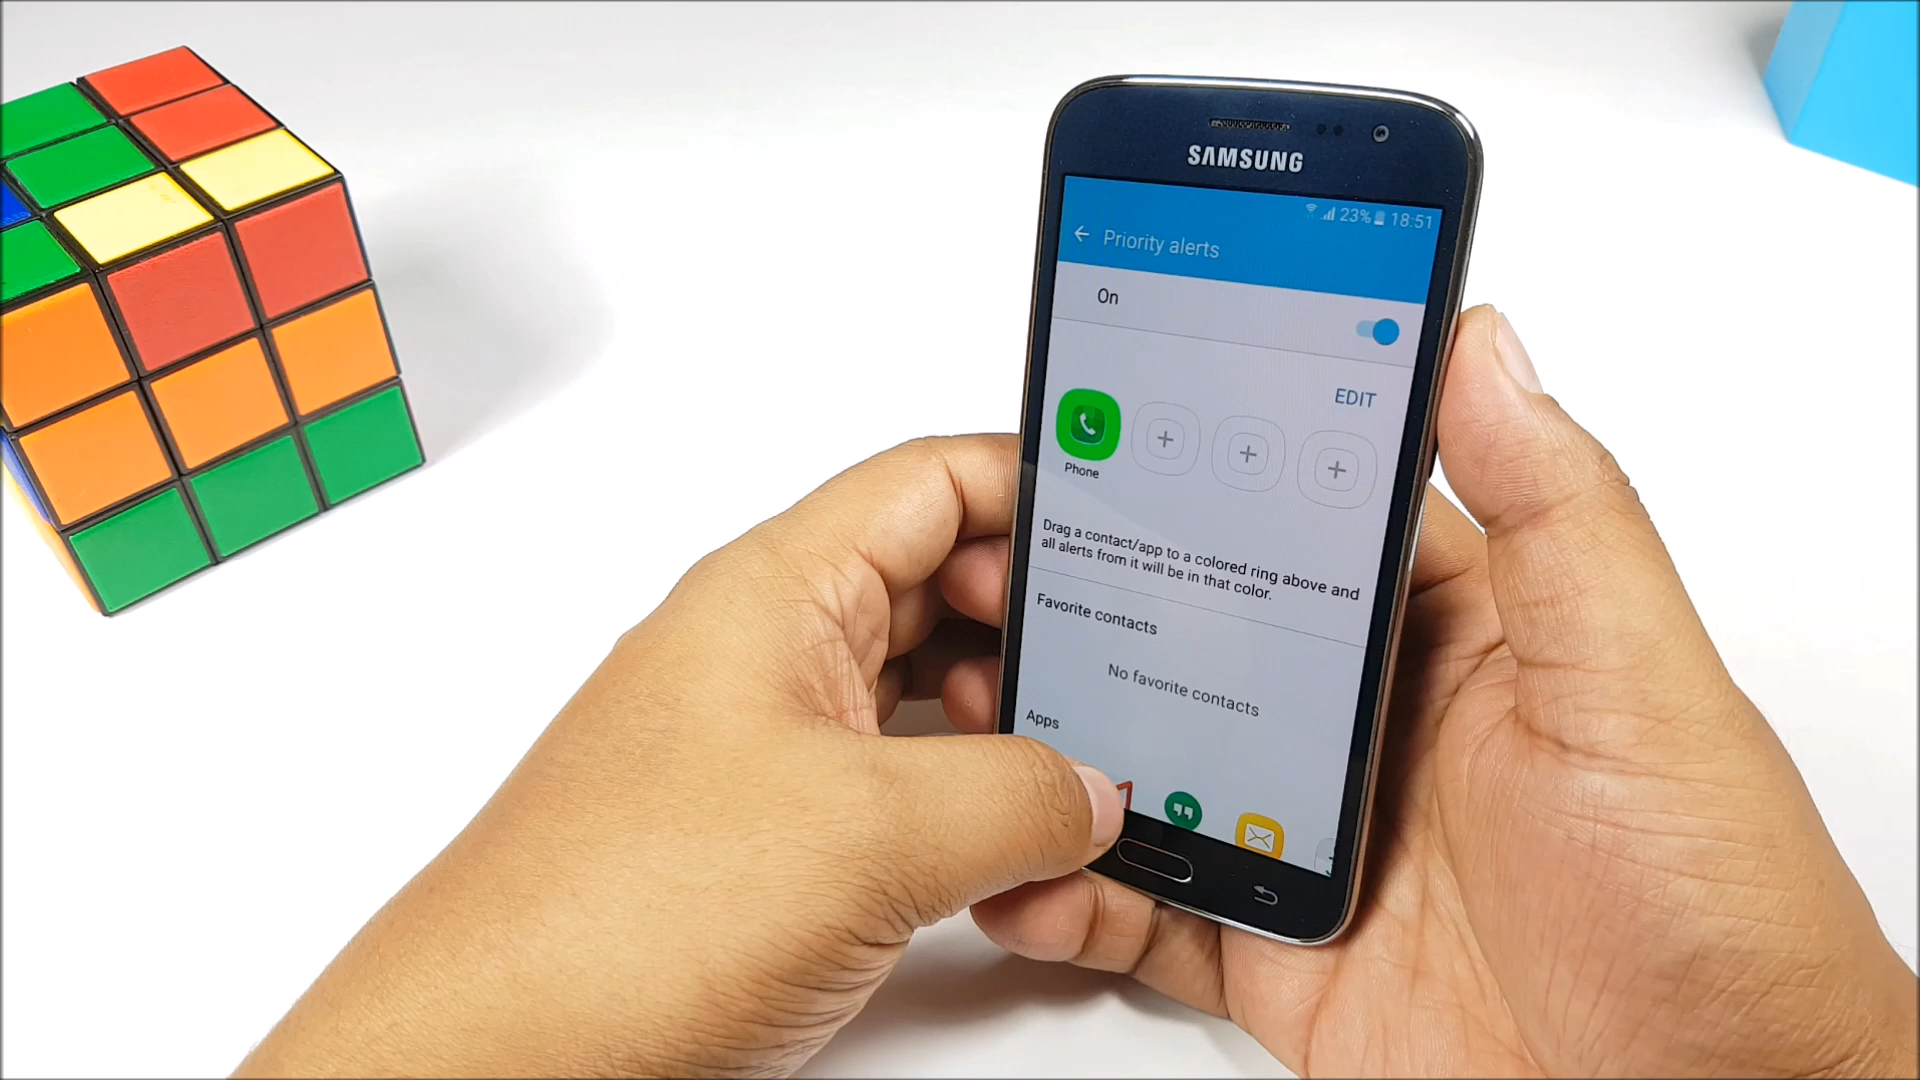 SAMSUNG
23% 18:51
Priority alerts
On
EDIT
Phone
Drag a contact/app to a colored ring above and
all alerts from it will be in that color.
Favorite contacts
No favorite contacts
Apps